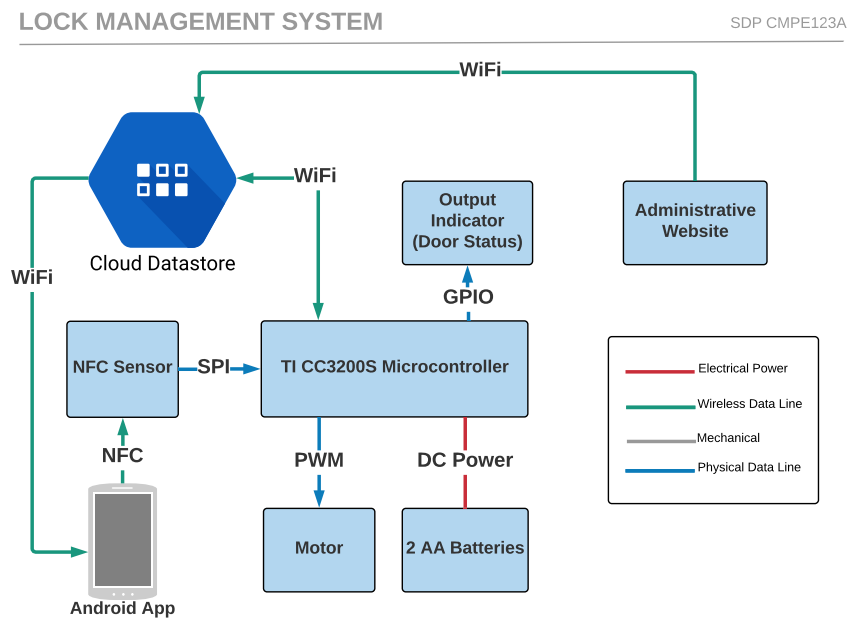 LOCK MANAGEMENT SYSTEM
SDP CMPE123A
WiFi
WiFi
Output
Indicator
(Door Status)
Administrative
Website
Cloud Datastore
WiFi
GPIO
NFC Sensor
SPI
TI CC3200S Microcontroller
Electrical Power
Wireless Data Line
Mechanical
Physical Data Line
NFC
PWM
DC Power
Motor
2 AA Batteries
Android App